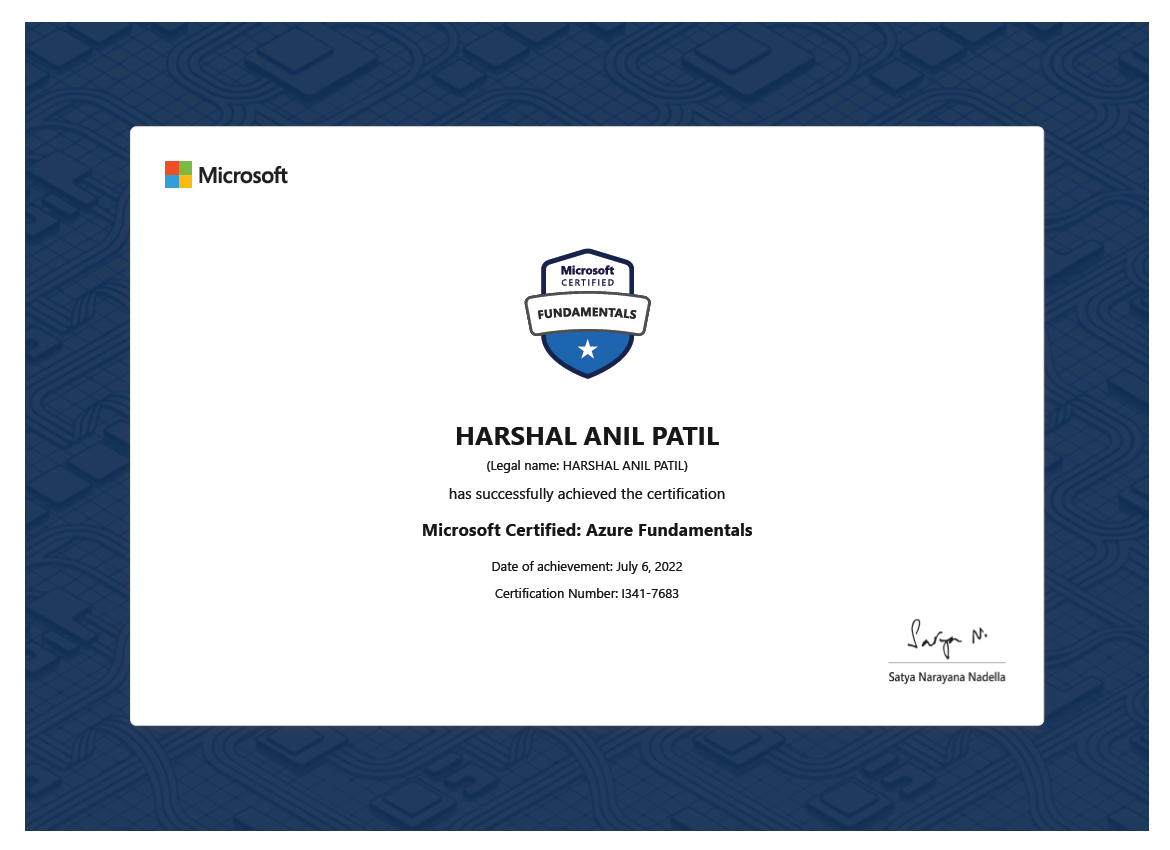 Microsoft
Microsoft
CERTIFIED
FUNDAMENTALS
HARSHAL ANIL PATIL
(Legal name: HARSHAL ANIL PATIL)
has successfully achieved the certification
Microsoft Certified: Azure Fundamentals
Date of achievement: July 6, 2022
Certification Number: I341-7683
Satya N.
Satya Narayana Nadella